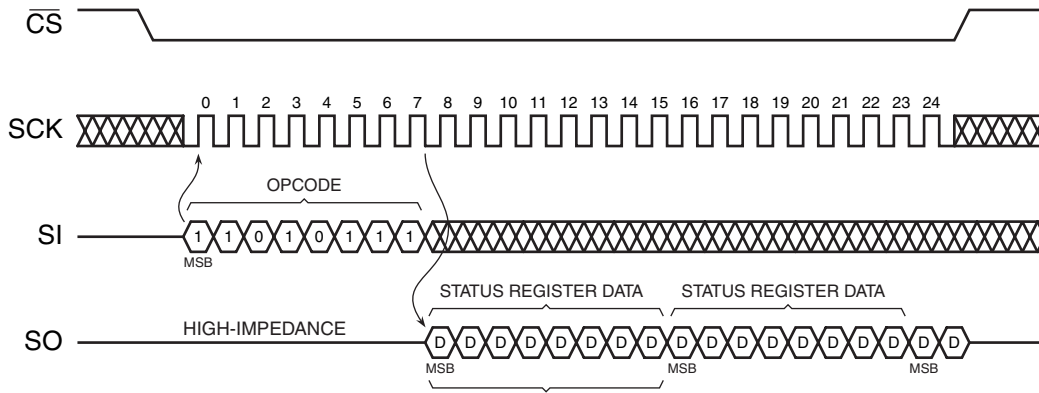 CS
0 1 2 3 4 5 6 7 8 9 10 11 12 13 14 15 16 17 18 19 20 21 22 23 24
SCK
OPCODE
SI 1 1 0 1 0 1 1 1
MSB
STATUS REGISTER DATA STATUS REGISTER DATA
HIGH-IMPEDANCE
SO D D D D D D D D D D D D D D D D D D
MSB MSB MSB